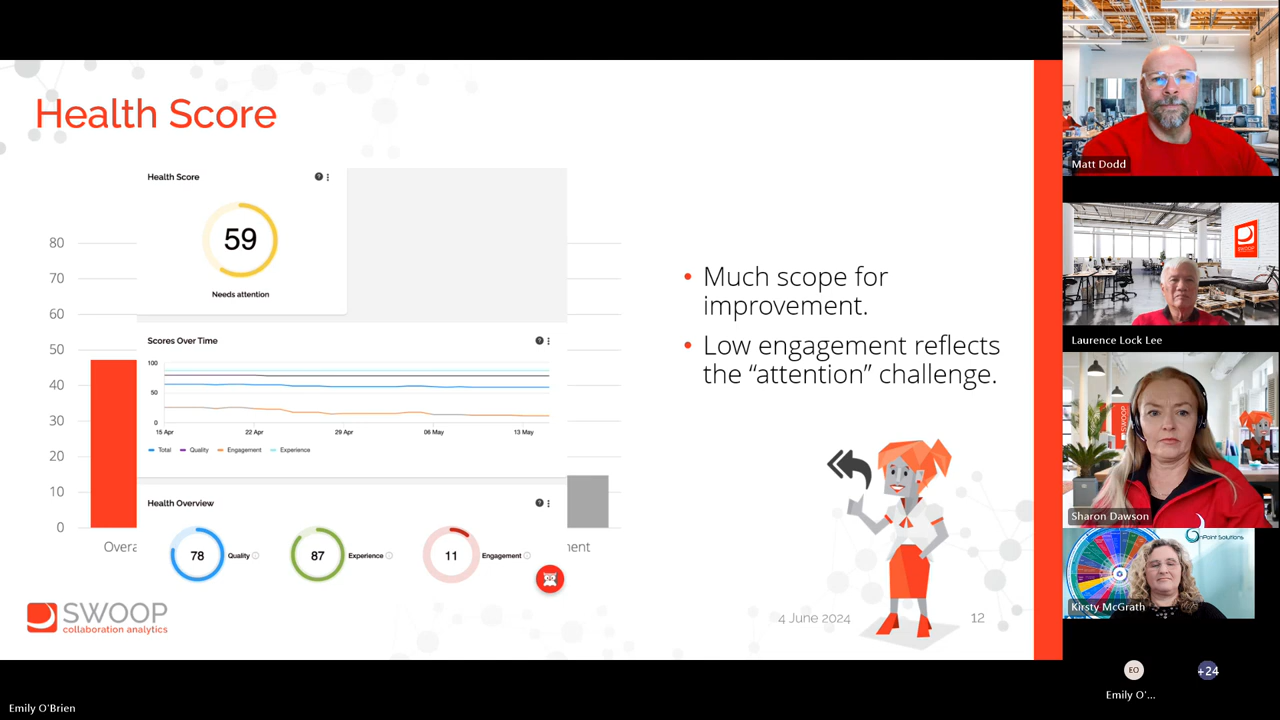 Health Score
Health Score
59
Needs attention
80
70
60
50
40
30
20
10
0
Overa
nent
Scores Over Time
100
50
0
15 Apr
22 Apr
29 Apr
06 May
13 May
Total
Quality
Engagement
Experience
Health Overview
78
Quality
87
Experience
11
Engagement
• Much scope for
improvement.
• Low engagement reflects
the “attention” challenge.
SWOOP
collaboration analytics
4 June 2024
12
Matt Dodd
Laurence Lock Lee
SWOOP
Sharon Dawson
OnPoint Solutions
Kirsty McGrath
EO
+24
Emily O'...
Emily O'Brien